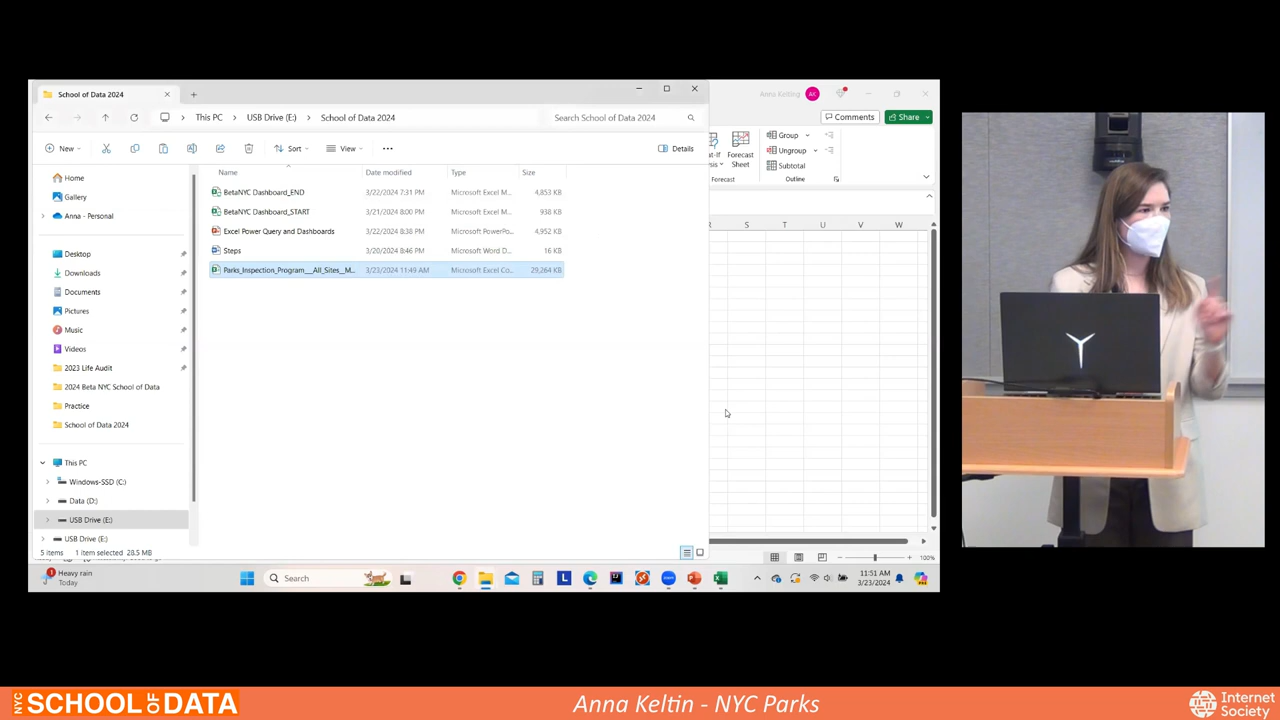 School of Data 2024
This PC
USB Drive (E:)
School of Data 2024
Search School of Data 2024
New
Sort
View
Details
Name
Date modified
Type
Size
Home
Gallery
Anna - Personal
Desktop
Downloads
Documents
Pictures
Music
Videos
2023 Life Audit
2024 Beta NYC School of Data
Practice
School of Data 2024
This PC
Windows-SSD (C:)
Data (D:)
USB Drive (E:)
USB Drive (E:)
BetaNYC Dashboard_END 3/22/2024 7:31 PM Microsoft Excel M... 4,853 KB
BetaNYC Dashboard_START 3/21/2024 8:00 PM Microsoft Excel M... 938 KB
Excel Power Query and Dashboards 3/22/2024 8:38 PM Microsoft PowerPo... 4,952 KB
Steps 3/20/2024 8:46 PM Microsoft Word D... 16 KB
Parks_Inspection_Program__All_Sites__M... 3/23/2024 11:49 AM Microsoft Excel Co... 29,264 KB
5 items 1 item selected 28.5 MB
Anna Kelting AK
Comments
Share
Forecast
Sheet
Group
Ungroup
Subtotal
Forecast
Outline
S T U V W
100%
1
Heavy rain
Today
Search
11:51 AM
3/23/2024
NYC SCHOOL OF DATA
Anna Keltin - NYC Parks
Internet
Society